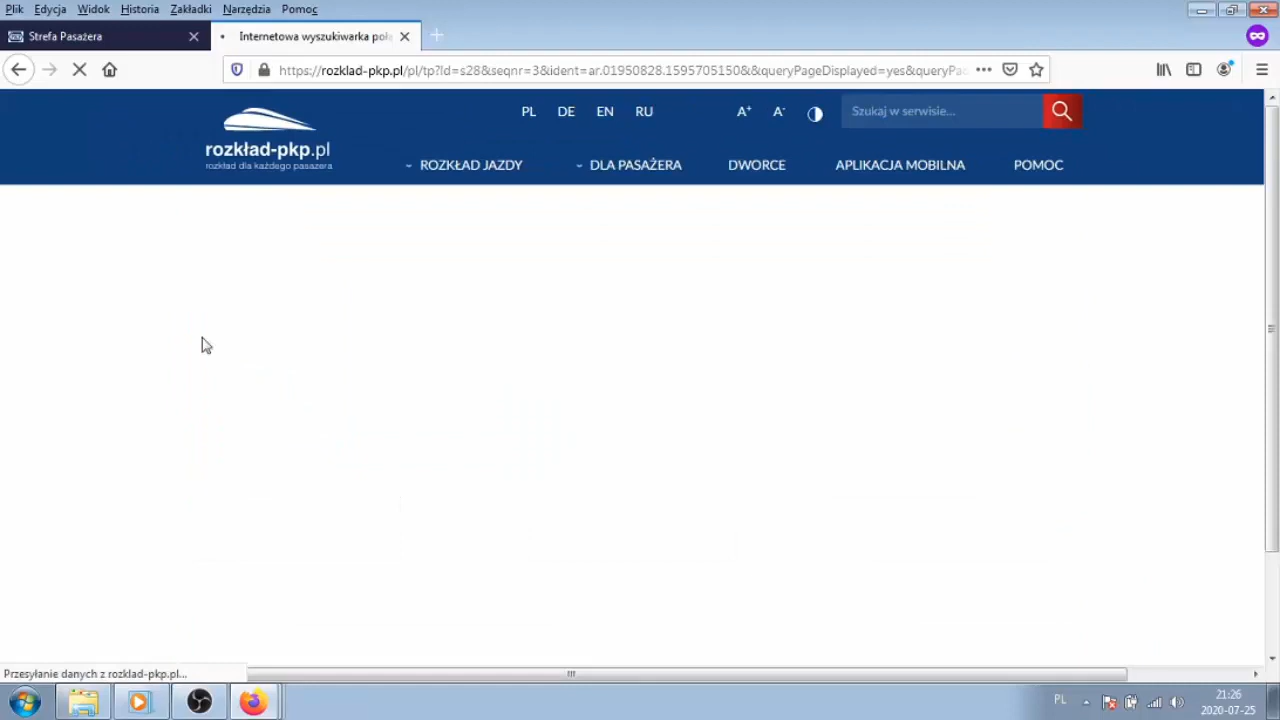 Plik Edycja Widok Historia Zakładki Narzędzia Pomoc
Strefa Pasażera
Internetowa wyszukiwarka poł
https://rozklad-pkp.pl/pl/tp?ld=s28&seqnr=3&ident=ar.01950828.1595705150&&queryPageDisplayed=yes&queryPa
PL DE EN RU A+ A- Szukaj w serwisie...
rozkład-pkp.pl
rozkład dla każdego pasażera
ROZKŁAD JAZDY DLA PASAŻERA DWORCE APLIKACJA MOBILNA POMOC
Przesyłanie danych z rozklad-pkp.pl...
PL
21:26
2020-07-25